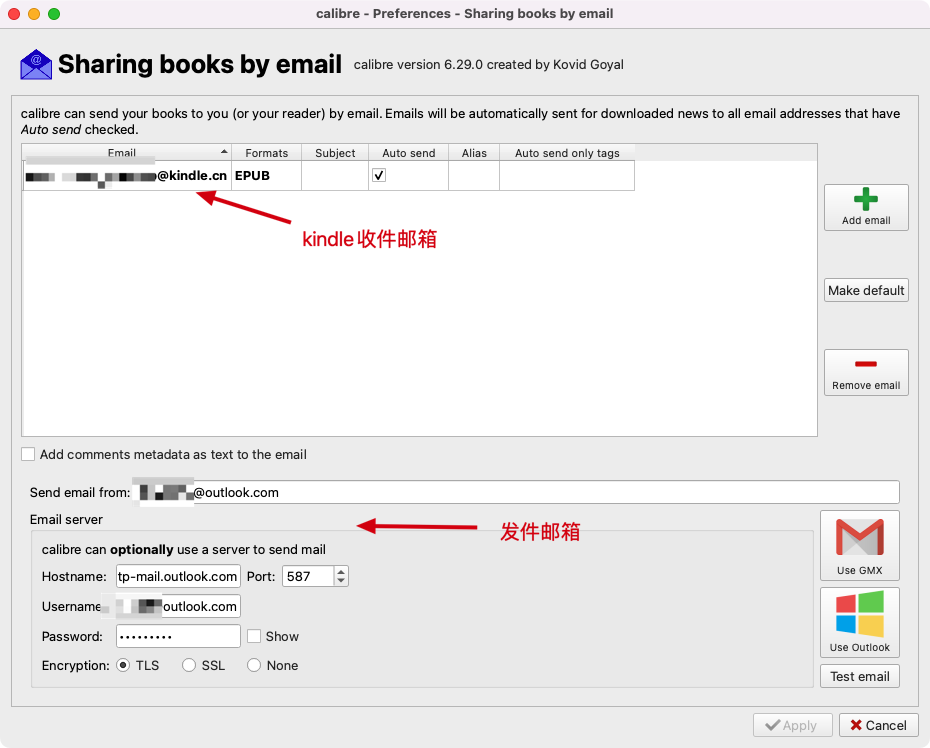 calibre - Preferences - Sharing books by email
Sharing books by email calibre version 6.29.0 created by Kovid Goyal
calibre can send your books to you (or your reader) by email. Emails will be automatically sent for downloaded news to all email addresses that have
Auto send checked.
Email Formats Subject Auto send Alias Auto send only tags
@kindle.cn EPUB
kindle收件邮箱
Add email
Make default
Remove email
Add comments metadata as text to the email
Send email from: @outlook.com
Email server
发件邮箱
calibre can optionally use a server to send mail
Hostname: tp-mail.outlook.com Port: 587
Username outlook.com
Password: ••••••••• Show
Encryption: TLS SSL None
Use GMX
Use Outlook
Test email
Apply Cancel